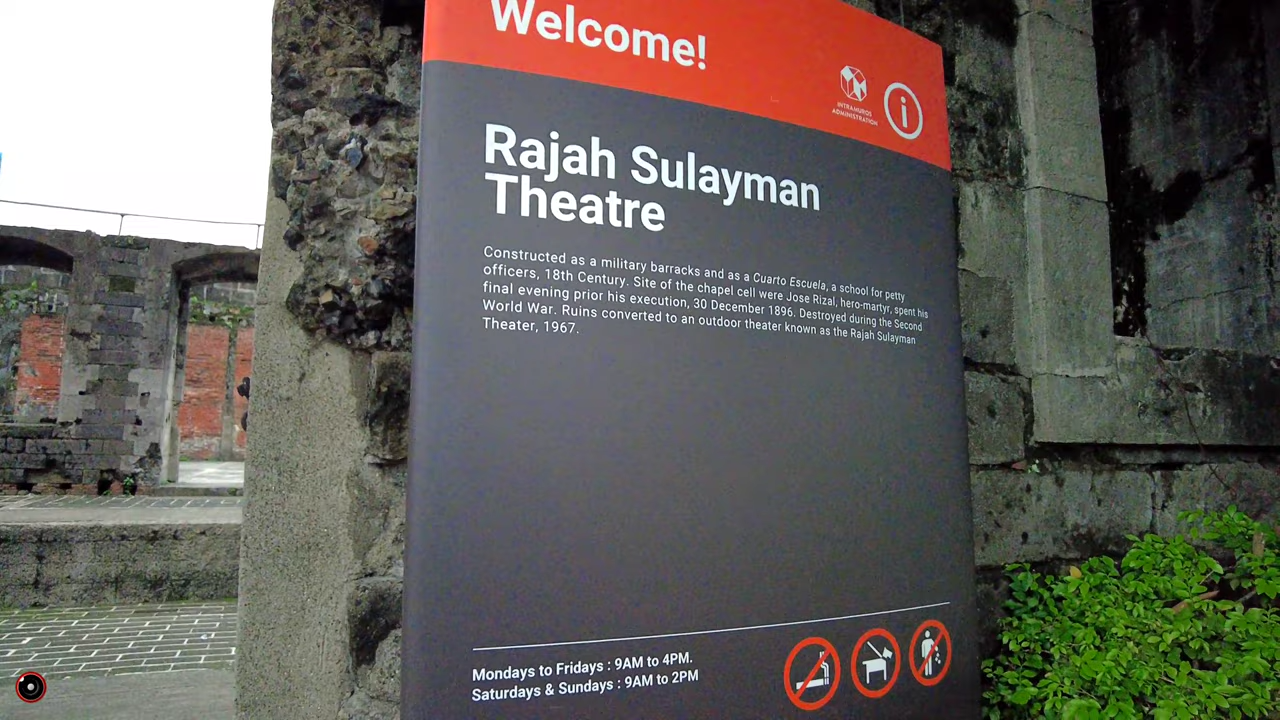 Welcome!
INTRAMUROS
ADMINISTRATION
Rajah Sulayman
Theatre
Constructed as a military barracks and as a Cuarto Escuela, a school for petty
officers, 18th Century. Site of the chapel cell were Jose Rizal, hero-martyr, spent his
final evening prior his execution, 30 December 1896. Destroyed during the Second
World War. Ruins converted to an outdoor theater known as the Rajah Sulayman
Theater, 1967.
Mondays to Fridays : 9AM to 4PM.
Saturdays & Sundays : 9AM to 2PM